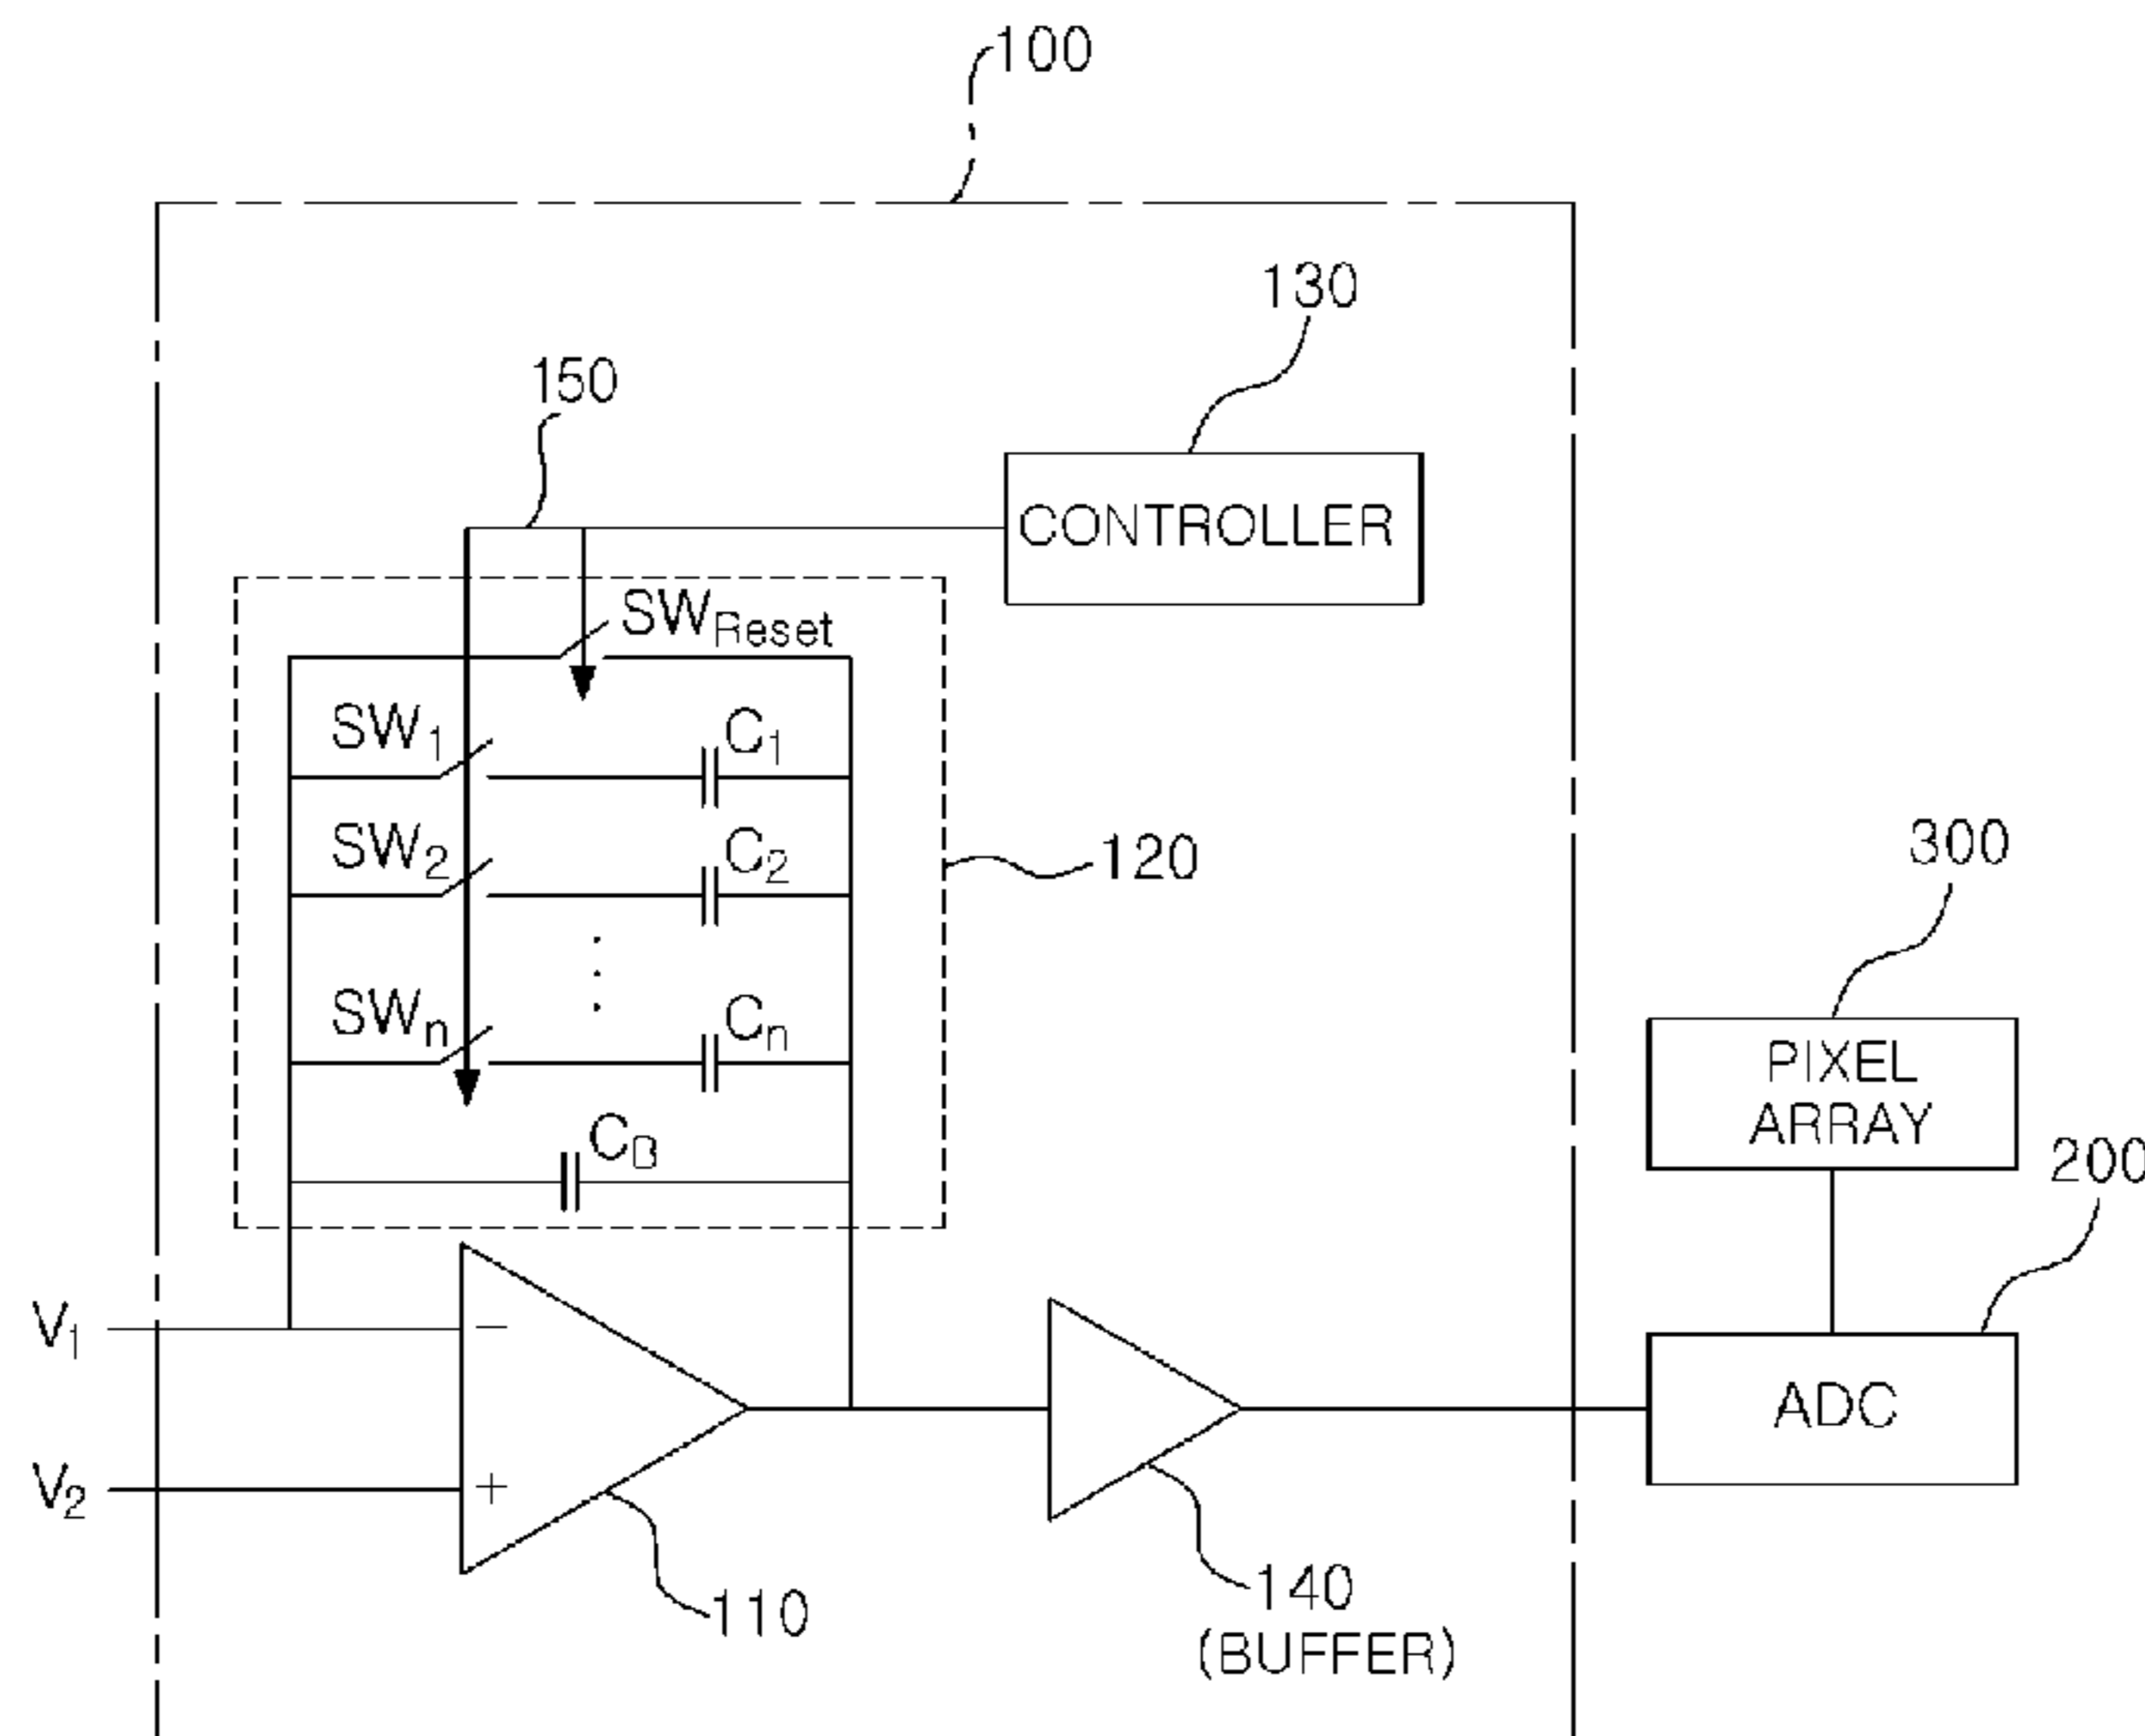 100
130
150
CONTROLLER
SWReset
SW1
C1
SW2
C2
120
300
SWn
Cn
PIXEL
ARRAY
CB
200
V1
−
ADC
V2
+
110
140
(BUFFER)